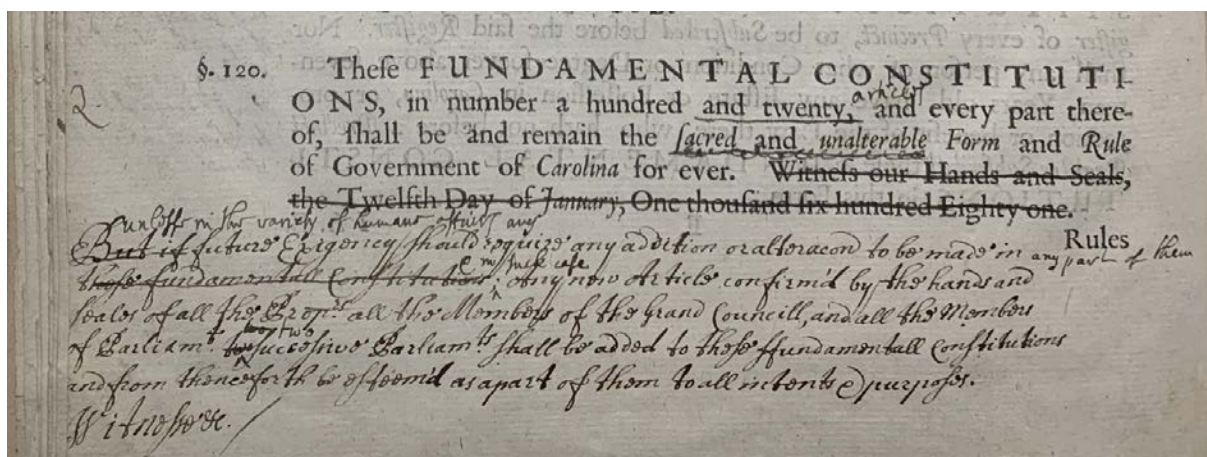 §. 120. Theſe FUNDAMENTAL CONSTITUTI-
2
ONS, in number a hundred and twenty, articles and every part there-
of, ſhall be and remain the ſacred and unalterable Form and Rule
of Government of Carolina for ever. Witneſs our Hands and Seals,
the Twelfth Day of January, One thouſand ſix hundred Eighty one.
Rules
unlesse in the variety of humane affaires any
But if future Exigency should require any addition or alteracon to be made in any part of them
those fundamentall Constitutions, in such case
Any new Article confirm'd by the hands and
seales of all the Propᵣˢ all the Members of the Grand Councill, and all the Members
of Parliamᵗ two successive Parliamᵗˢ shall be added to these ffundamentall Constitutions
and from thenceforth be esteem'd as a part of them to all intents & purposes.
Witnesse &c.